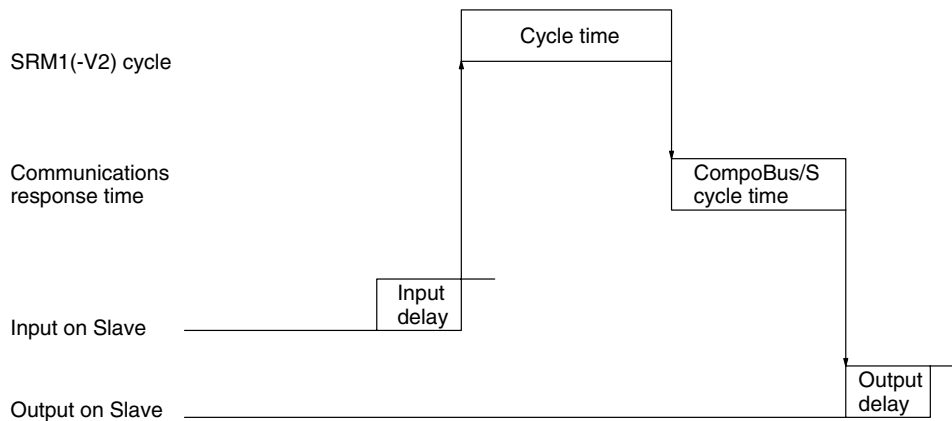 Cycle time
SRM1(-V2) cycle
Communications
response time
CompoBus/S
cycle time
Input
delay
Input on Slave
Output
delay
Output on Slave